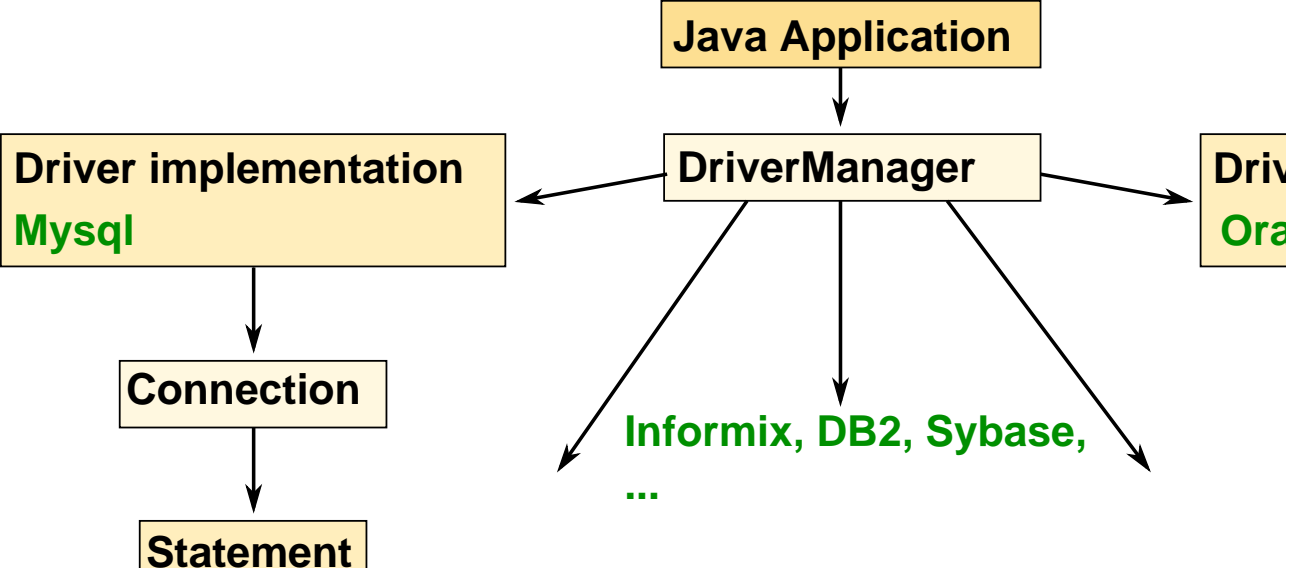 Java Application
Driver implementation
Mysql
DriverManager
Connection
Informix, DB2, Sybase,
...
Statement